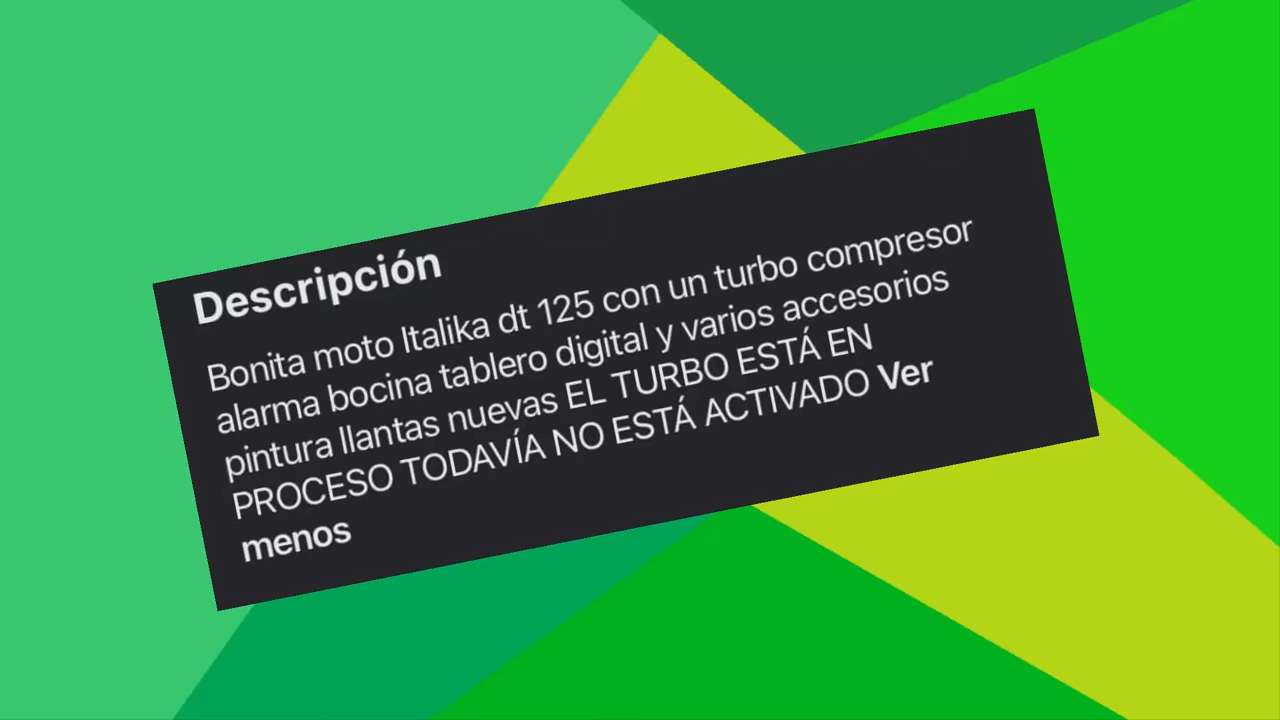 Descripción
Bonita moto Italika dt 125 con un turbo compresor
alarma bocina tablero digital y varios accesorios
pintura llantas nuevas EL TURBO ESTÁ EN
PROCESO TODAVÍA NO ESTÁ ACTIVADO Ver
menos